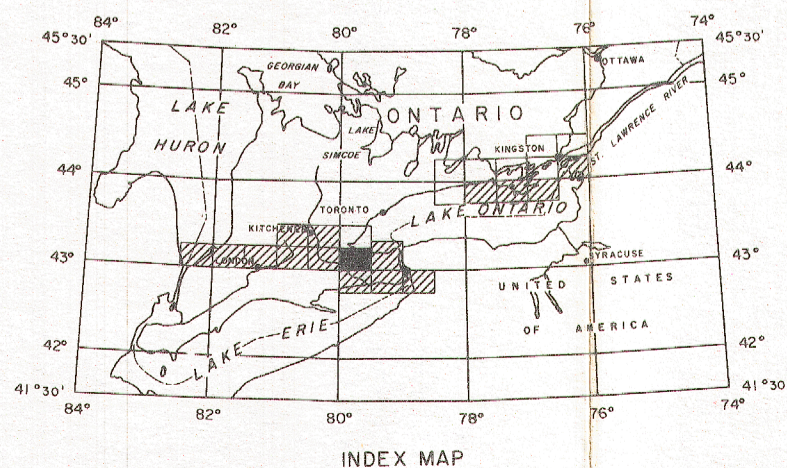 84° 82° 80° 78° 76° 74°
45°30' 45°30'
OTTAWA
GEORGIAN
BAY
45° 45°
LAKE
ONTARIO
ST. LAWRENCE RIVER
LAKE
HURON
SIMCOE
KINGSTON
44° 44°
TORONTO
LAKE ONTARIO
KITCHENER
43° 43°
LONDON
SYRACUSE
UNITED STATES
OF AMERICA
LAKE ERIE
42° 42°
41°30' 41°30'
84° 82° 80° 78° 76° 74°
INDEX MAP